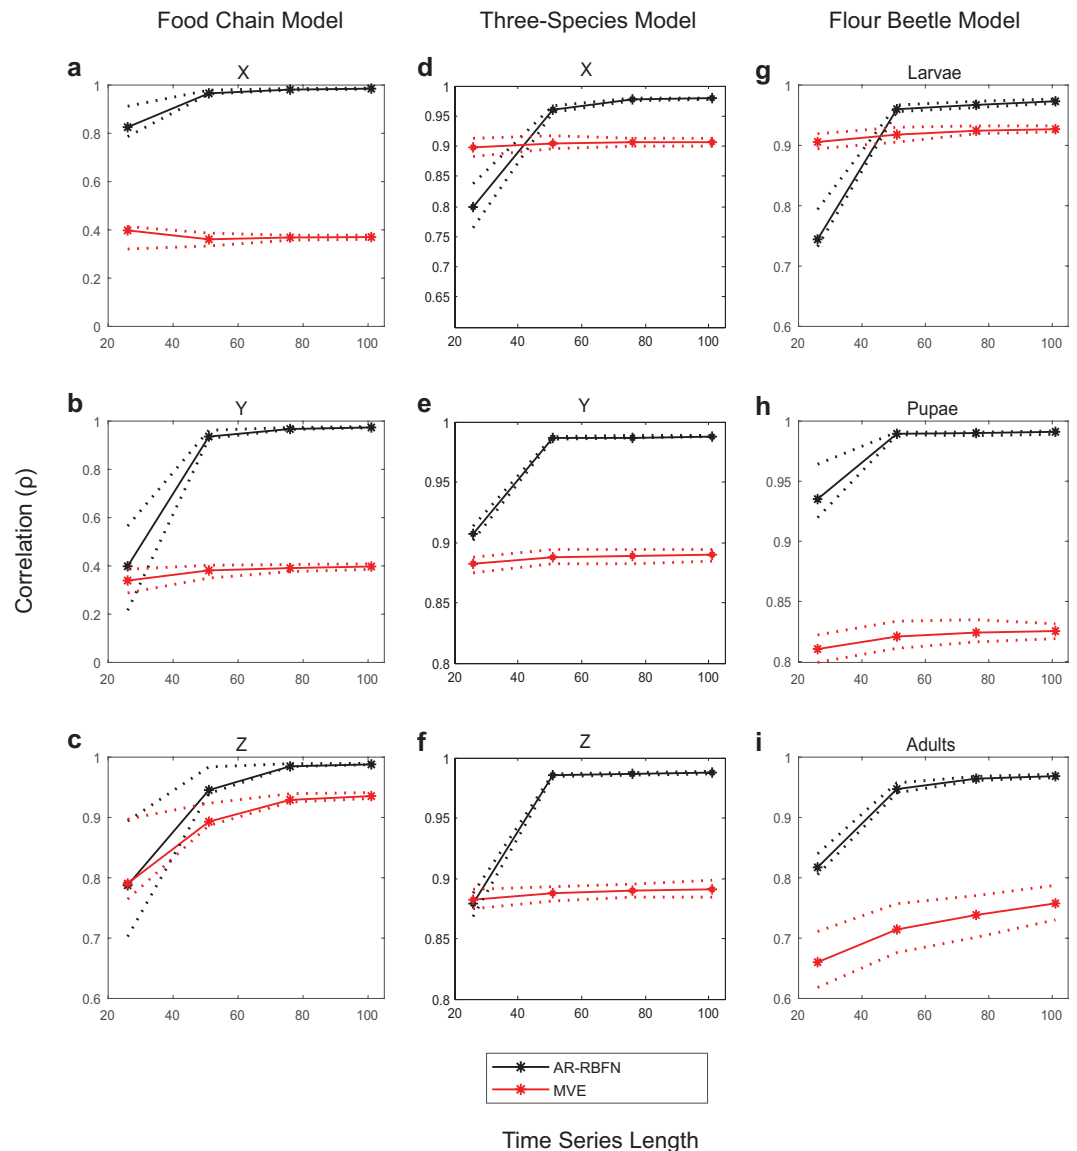 Food Chain Model
Three-Species Model
Flour Beetle Model
Correlation (ρ)
a
X
1
0.8
0.6
0.4
0.2
0
20 40 60 80 100
b
Y
1
0.8
0.6
0.4
0.2
0
20 40 60 80 100
c
Z
1
0.9
0.8
0.7
0.6
20 40 60 80 100
d
X
1
0.95
0.9
0.85
0.8
0.75
0.7
0.65
20 40 60 80 100
e
Y
1
0.95
0.9
0.85
0.8
20 40 60 80 100
f
Z
1
0.95
0.9
0.85
0.8
20 40 60 80 100
g
Larvae
1
0.9
0.8
0.7
0.6
20 40 60 80 100
h
Pupae
1
0.95
0.9
0.85
0.8
20 40 60 80 100
i
Adults
1
0.9
0.8
0.7
0.6
20 40 60 80 100
AR-RBFN
MVE
Time Series Length